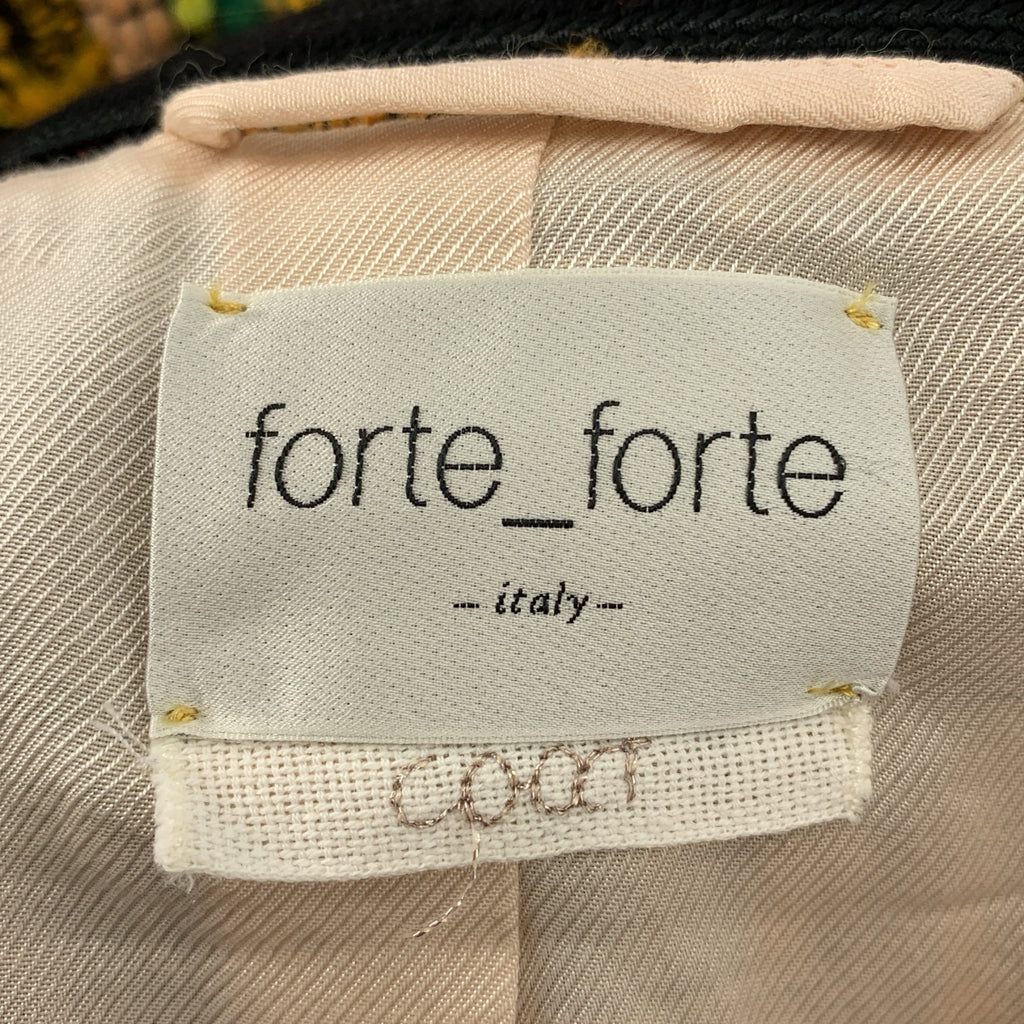 forte_forte
- italy -
coat